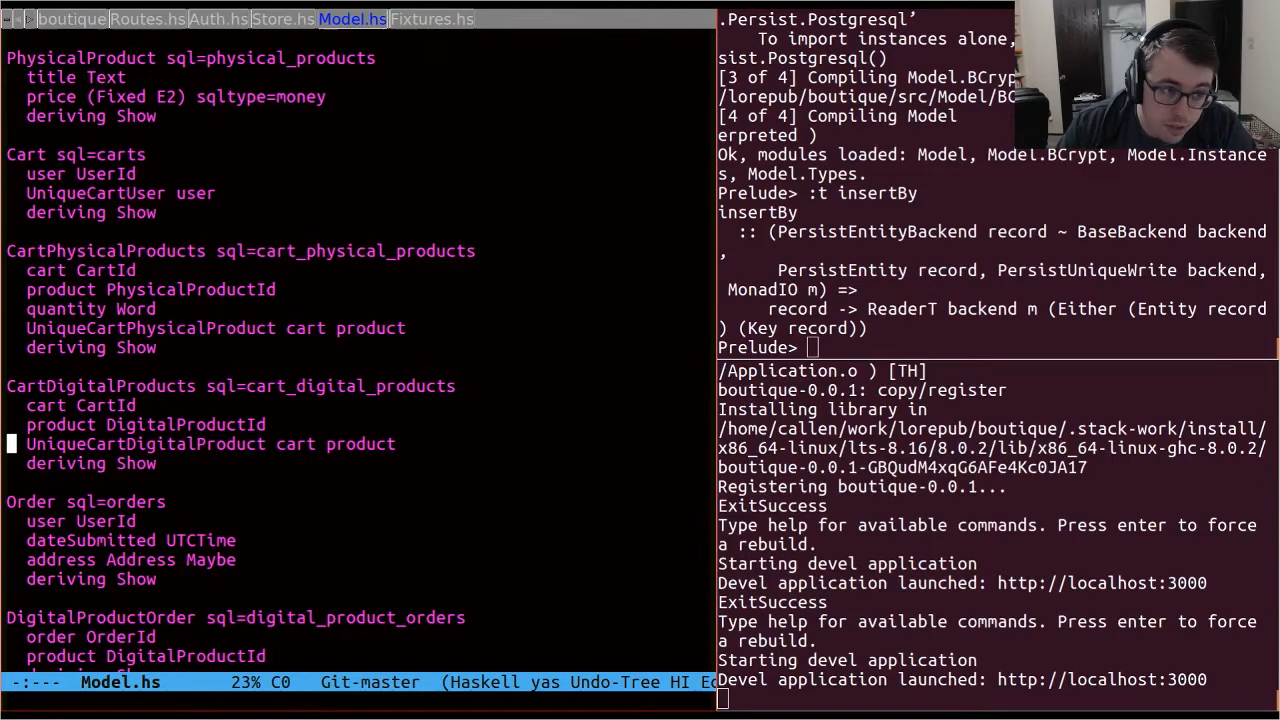 boutique Routes.hs Auth.hs Store.hs Model.hs Fixtures.hs
PhysicalProduct sql=physical_products
title Text
price (Fixed E2) sqltype=money
deriving Show
Cart sql=carts
user UserId
UniqueCartUser user
deriving Show
CartPhysicalProducts sql=cart_physical_products
cart CartId
product PhysicalProductId
quantity Word
UniqueCartPhysicalProduct cart product
deriving Show
CartDigitalProducts sql=cart_digital_products
cart CartId
product DigitalProductId
UniqueCartDigitalProduct cart product
deriving Show
Order sql=orders
user UserId
dateSubmitted UTCTime
address Address Maybe
deriving Show
DigitalProductOrder sql=digital_product_orders
order OrderId
product DigitalProductId
-:--- Model.hs 23% C0 Git-master (Haskell yas Undo-Tree HI Ec
.Persist.Postgresql’
To import instances alone,
sist.Postgresql()
[3 of 4] Compiling Model.BCryp
/lorepub/boutique/src/Model/BC
[4 of 4] Compiling Model
erpreted )
Ok, modules loaded: Model, Model.BCrypt, Model.Instance
s, Model.Types.
Prelude> :t insertBy
insertBy
:: (PersistEntityBackend record ~ BaseBackend backend
,
PersistEntity record, PersistUniqueWrite backend,
MonadIO m) =>
record -> ReaderT backend m (Either (Entity record
) (Key record))
Prelude>
/Application.o ) [TH]
boutique-0.0.1: copy/register
Installing library in
/home/callen/work/lorepub/boutique/.stack-work/install/
x86_64-linux/lts-8.16/8.0.2/lib/x86_64-linux-ghc-8.0.2/
boutique-0.0.1-GBQudM4xqG6AFe4Kc0JA17
Registering boutique-0.0.1...
ExitSuccess
Type help for available commands. Press enter to force
a rebuild.
Starting devel application
Devel application launched: http://localhost:3000
ExitSuccess
Type help for available commands. Press enter to force
a rebuild.
Starting devel application
Devel application launched: http://localhost:3000